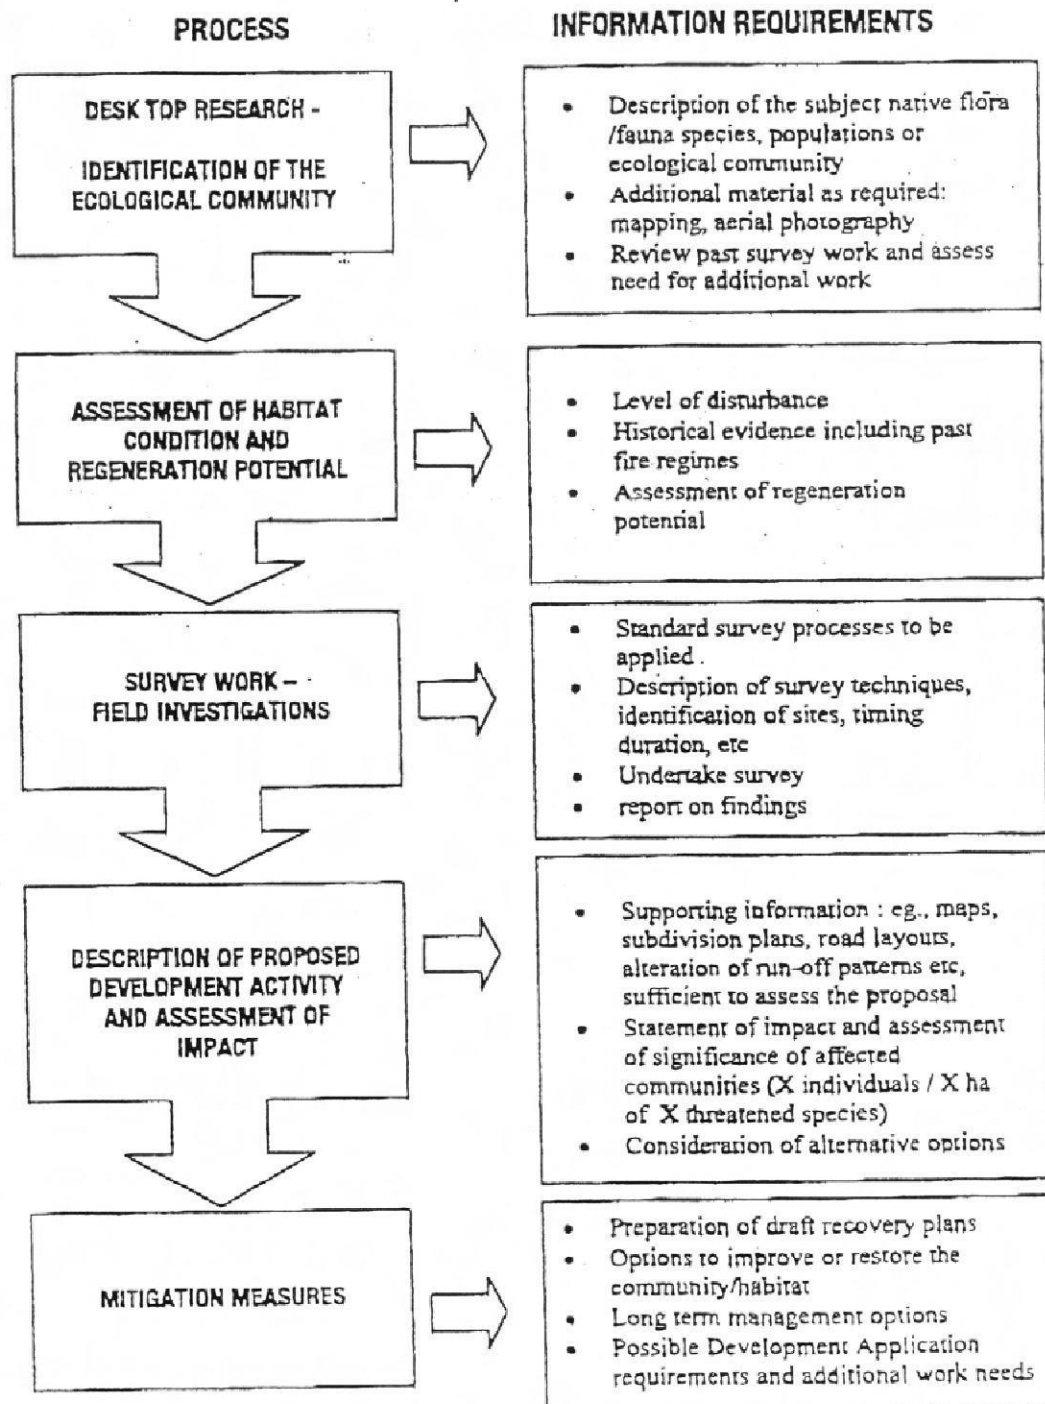 PROCESS
INFORMATION REQUIREMENTS
DESK TOP RESEARCH -
IDENTIFICATION OF THE
ECOLOGICAL COMMUNITY
• Description of the subject native flora
/fauna species, populations or
ecological community
• Additional material as required:
mapping, aerial photography
• Review past survey work and assess
need for additional work
ASSESSMENT OF HABITAT
CONDITION AND
REGENERATION POTENTIAL
• Level of disturbance
• Historical evidence including past
fire regimes
• Assessment of regeneration
potential
SURVEY WORK –
FIELD INVESTIGATIONS
• Standard survey processes to be
applied .
• Description of survey techniques,
identification of sites, timing
duration, etc
• Undertake survey
• report on findings
DESCRIPTION OF PROPOSED
DEVELOPMENT ACTIVITY
AND ASSESSMENT OF
IMPACT
• Supporting information : eg., maps,
subdivision plans, road layouts,
alteration of run-off patterns etc,
sufficient to assess the proposal
• Statement of impact and assessment
of significance of affected
communities (X individuals / X ha
of X threatened species)
• Consideration of alternative options
MITIGATION MEASURES
• Preparation of draft recovery plans
• Options to improve or restore the
community/habitat
• Long term management options
• Possible Development Application
requirements and additional work needs